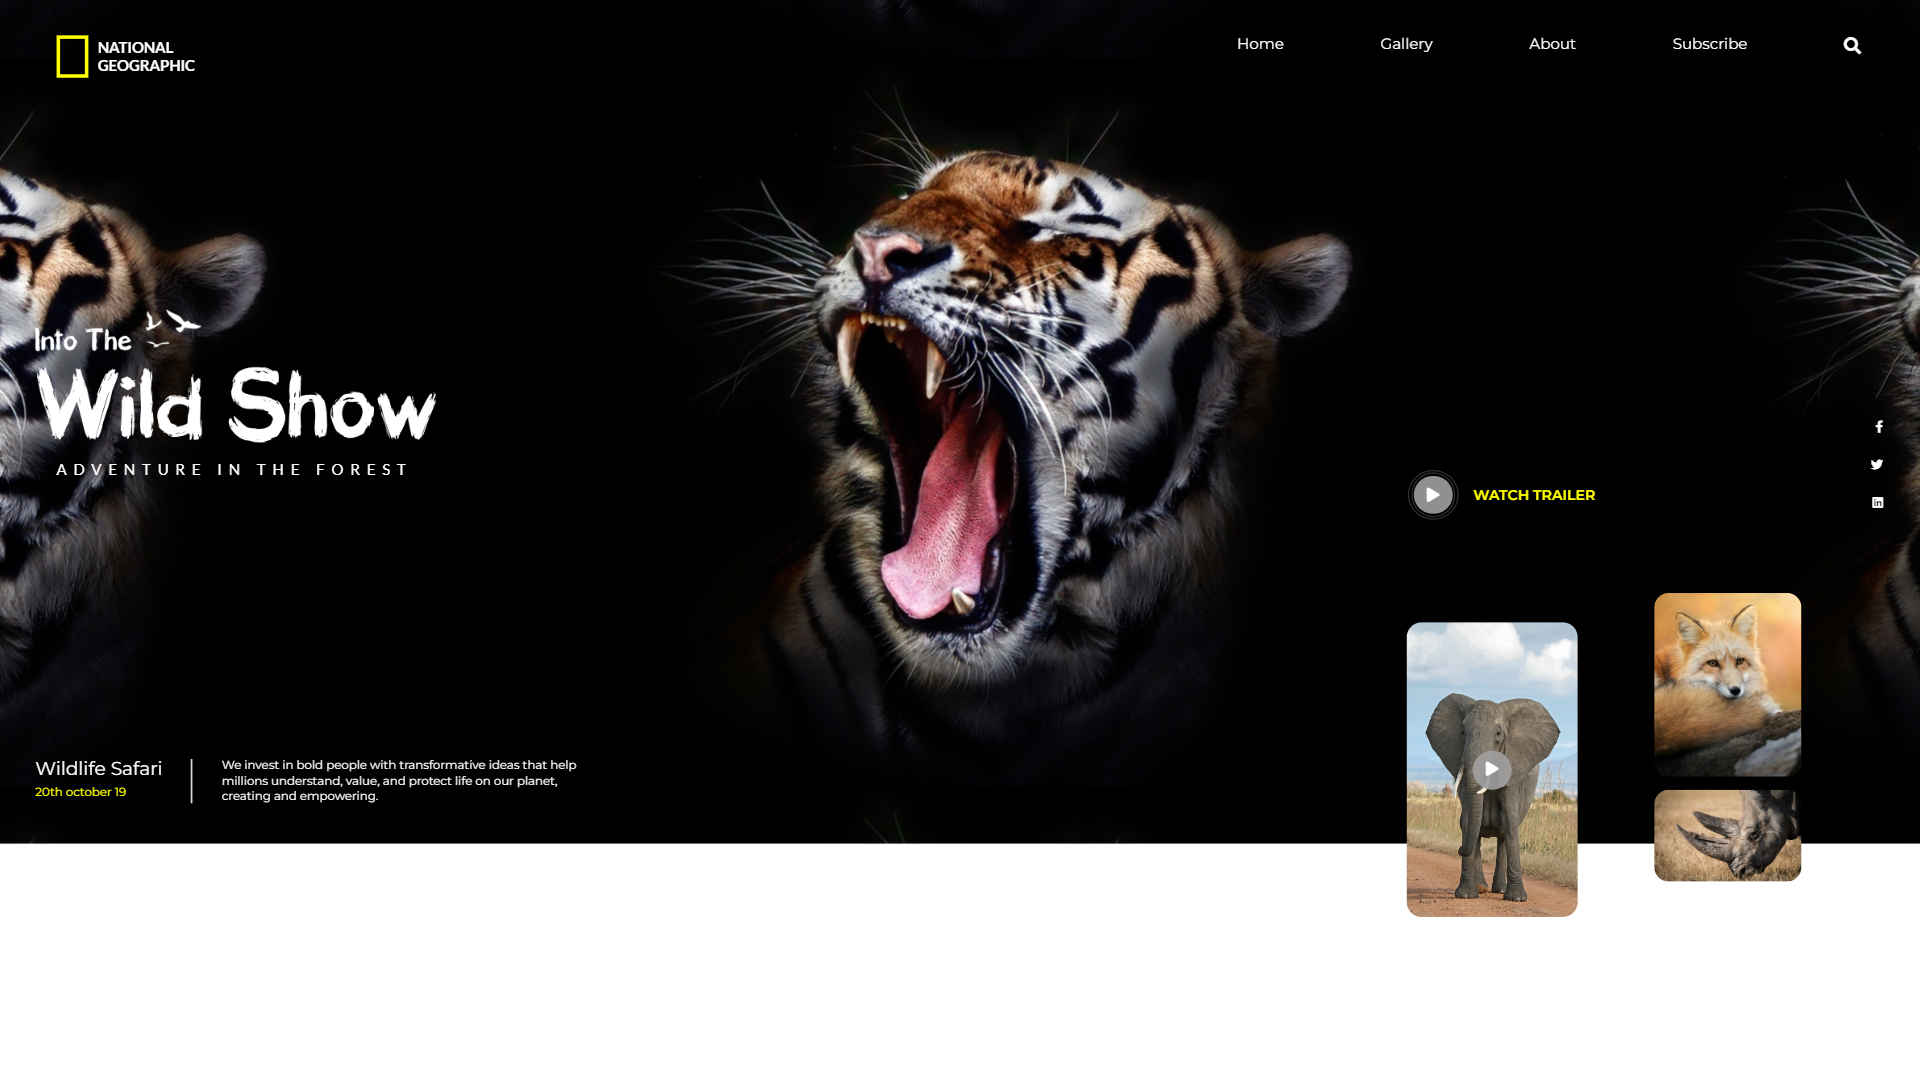 NATIONAL
GEOGRAPHIC
Home
Gallery
About
Subscribe
Into The
Wild Show
ADVENTURE IN THE FOREST
WATCH TRAILER
Wildlife Safari
20th october 19
We invest in bold people with transformative ideas that help
millions understand, value, and protect life on our planet,
creating and empowering.